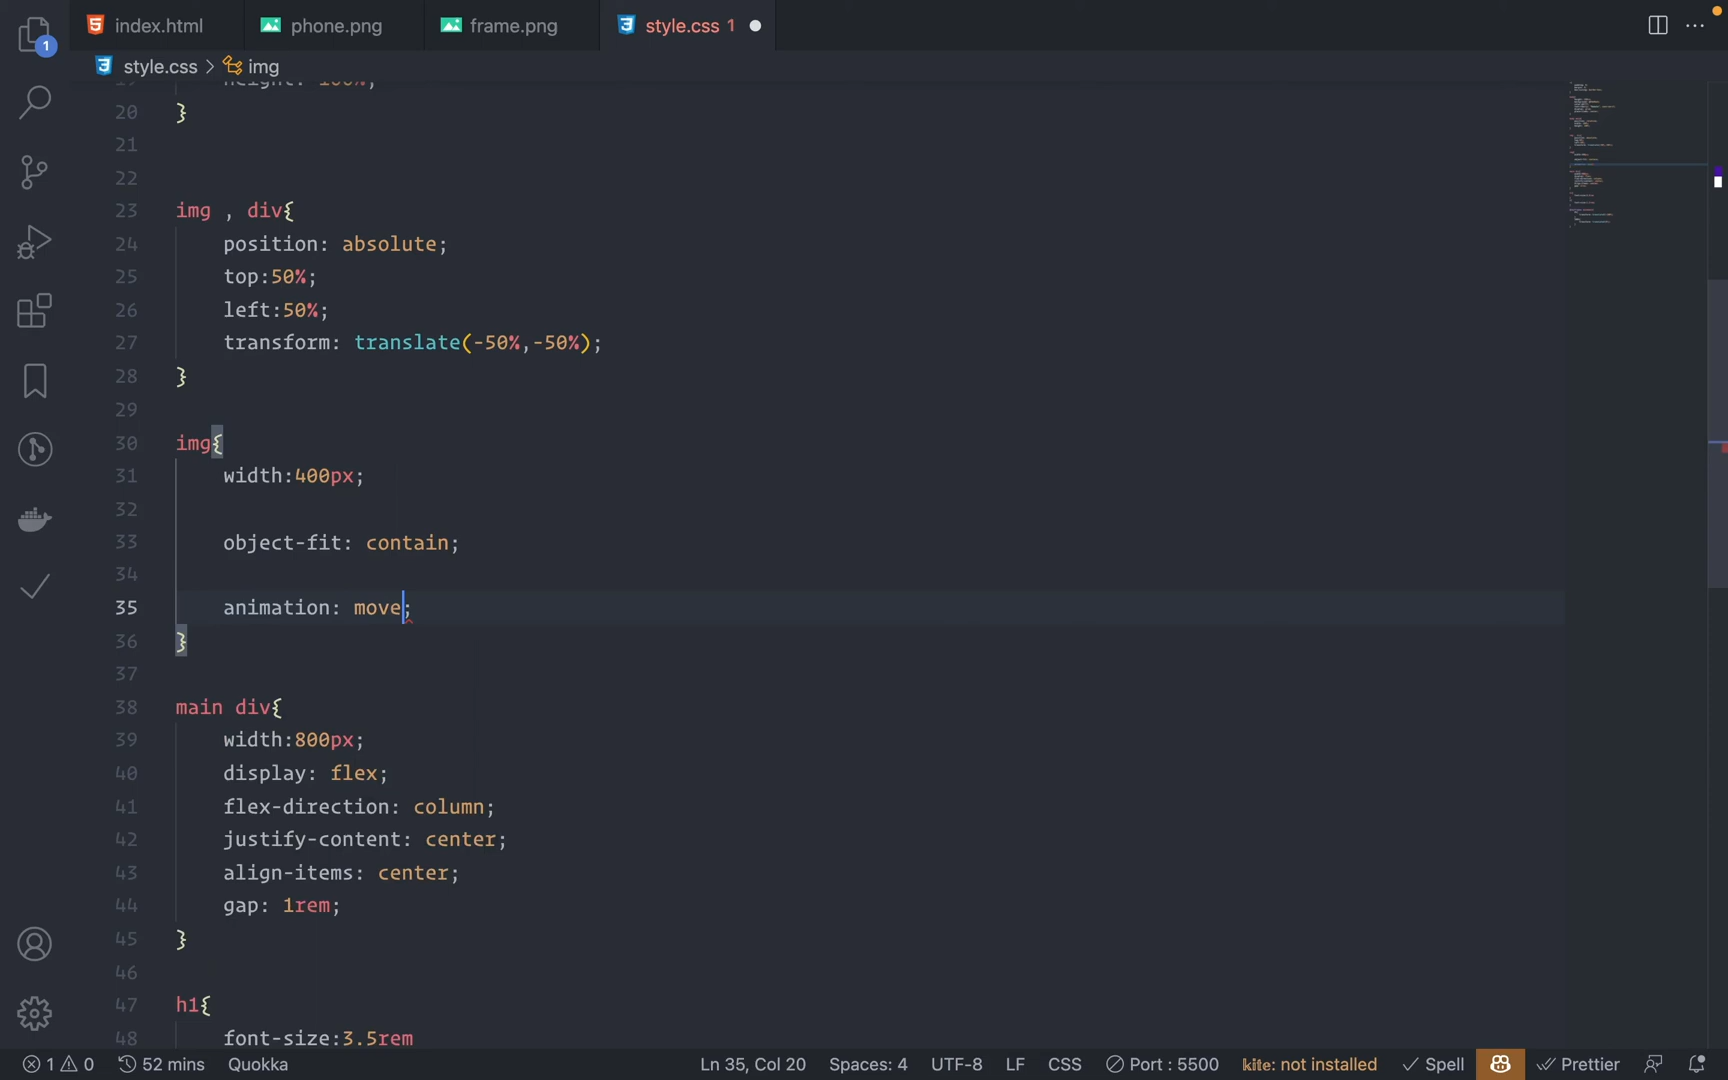 index.html
phone.png
frame.png
style.css 1
style.css > img
1
19 height: 100%;
20 }
21
22
23 img , div{
24 position: absolute;
25 top:50%;
26 left:50%;
27 transform: translate(-50%,-50%);
28 }
29
30 img{
31 width:400px;
32
33 object-fit: contain;
34
35 animation: move;
36 }
37
38 main div{
39 width:800px;
40 display: flex;
41 flex-direction: column;
42 justify-content: center;
43 align-items: center;
44 gap: 1rem;
45 }
46
47 h1{
48 font-size:3.5rem
1 0 52 mins Quokka Ln 35, Col 20 Spaces: 4 UTF-8 LF CSS Port : 5500 kite: not installed Spell Prettier